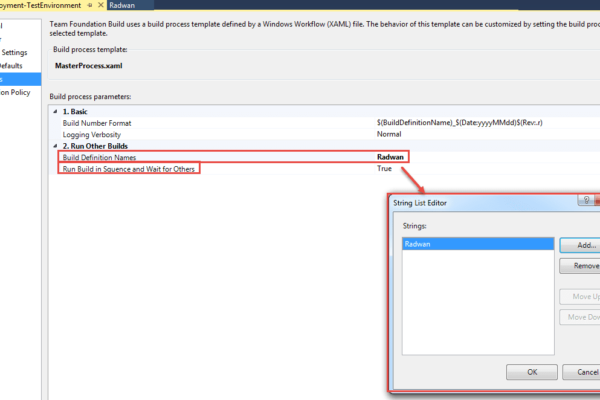 oyment-TestEnvironment
Radwan
Team Foundation Build uses a build process template defined by a Windows Workflow (XAML) file. The behavior of this template can be customized by setting the build proc
selected template.
Settings
Build process template:
efaults
MasterProcess.xaml
s
on Policy
Build process parameters:
1. Basic
Build Number Format $(BuildDefinitionName)_$(Date:yyyyMMdd)$(Rev:.r)
Logging Verbosity Normal
2. Run Other Builds
Build Definition Names Radwan
Run Build in Squence and Wait for Others True
String List Editor
Strings:
Radwan
Add...
Remove
Move Up
Move Dow
OK
Cancel